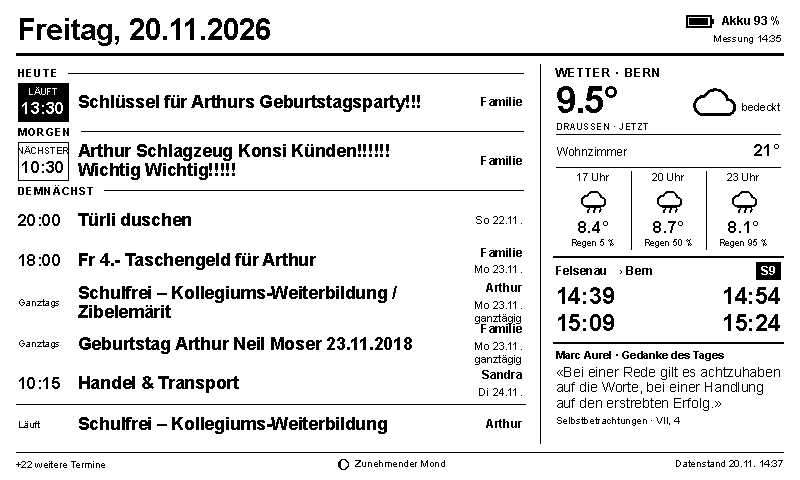 Freitag, 20.11.2026
Akku 93 %
Messung 14:35
HEUTE
LÄUFT
13:30
Schlüssel für Arthurs Geburtstagsparty!!!
Familie
MORGEN
NÄCHSTER
10:30
Arthur Schlagzeug Konsi Künden!!!!!!
Wichtig Wichtig!!!!!
Familie
DEMNÄCHST
20:00
Türli duschen
So 22.11.
18:00
Fr 4.- Taschengeld für Arthur
Familie
Mo 23.11.
Ganztags
Schulfrei – Kollegiums-Weiterbildung /
Zibelemärit
Arthur
Mo 23.11.
ganztägig
Ganztags
Geburtstag Arthur Neil Moser 23.11.2018
Familie
Mo 23.11.
ganztägig
10:15
Handel & Transport
Sandra
Di 24.11.
Läuft
Schulfrei – Kollegiums-Weiterbildung
Arthur
WETTER · BERN
9.5°
bedeckt
DRAUSSEN · JETZT
Wohnzimmer 21°
17 Uhr 20 Uhr 23 Uhr
8.4° 8.7° 8.1°
Regen 5 % Regen 50 % Regen 95 %
Felsenau › Bern S9
14:39 14:54
15:09 15:24
Marc Aurel · Gedanke des Tages
«Bei einer Rede gilt es achtzuhaben
auf die Worte, bei einer Handlung
auf den erstrebten Erfolg.»
Selbstbetrachtungen · VII, 4
+22 weitere Termine
Zunehmender Mond
Datenstand 20.11. 14:37